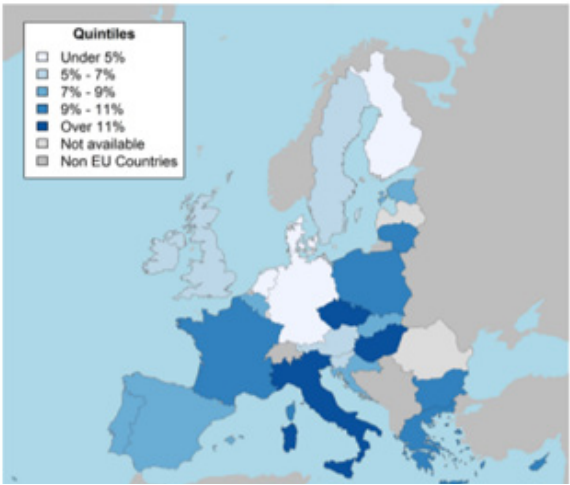 Quintiles
Under 5%
5% - 7%
7% - 9%
9% - 11%
Over 11%
Not available
Non EU Countries